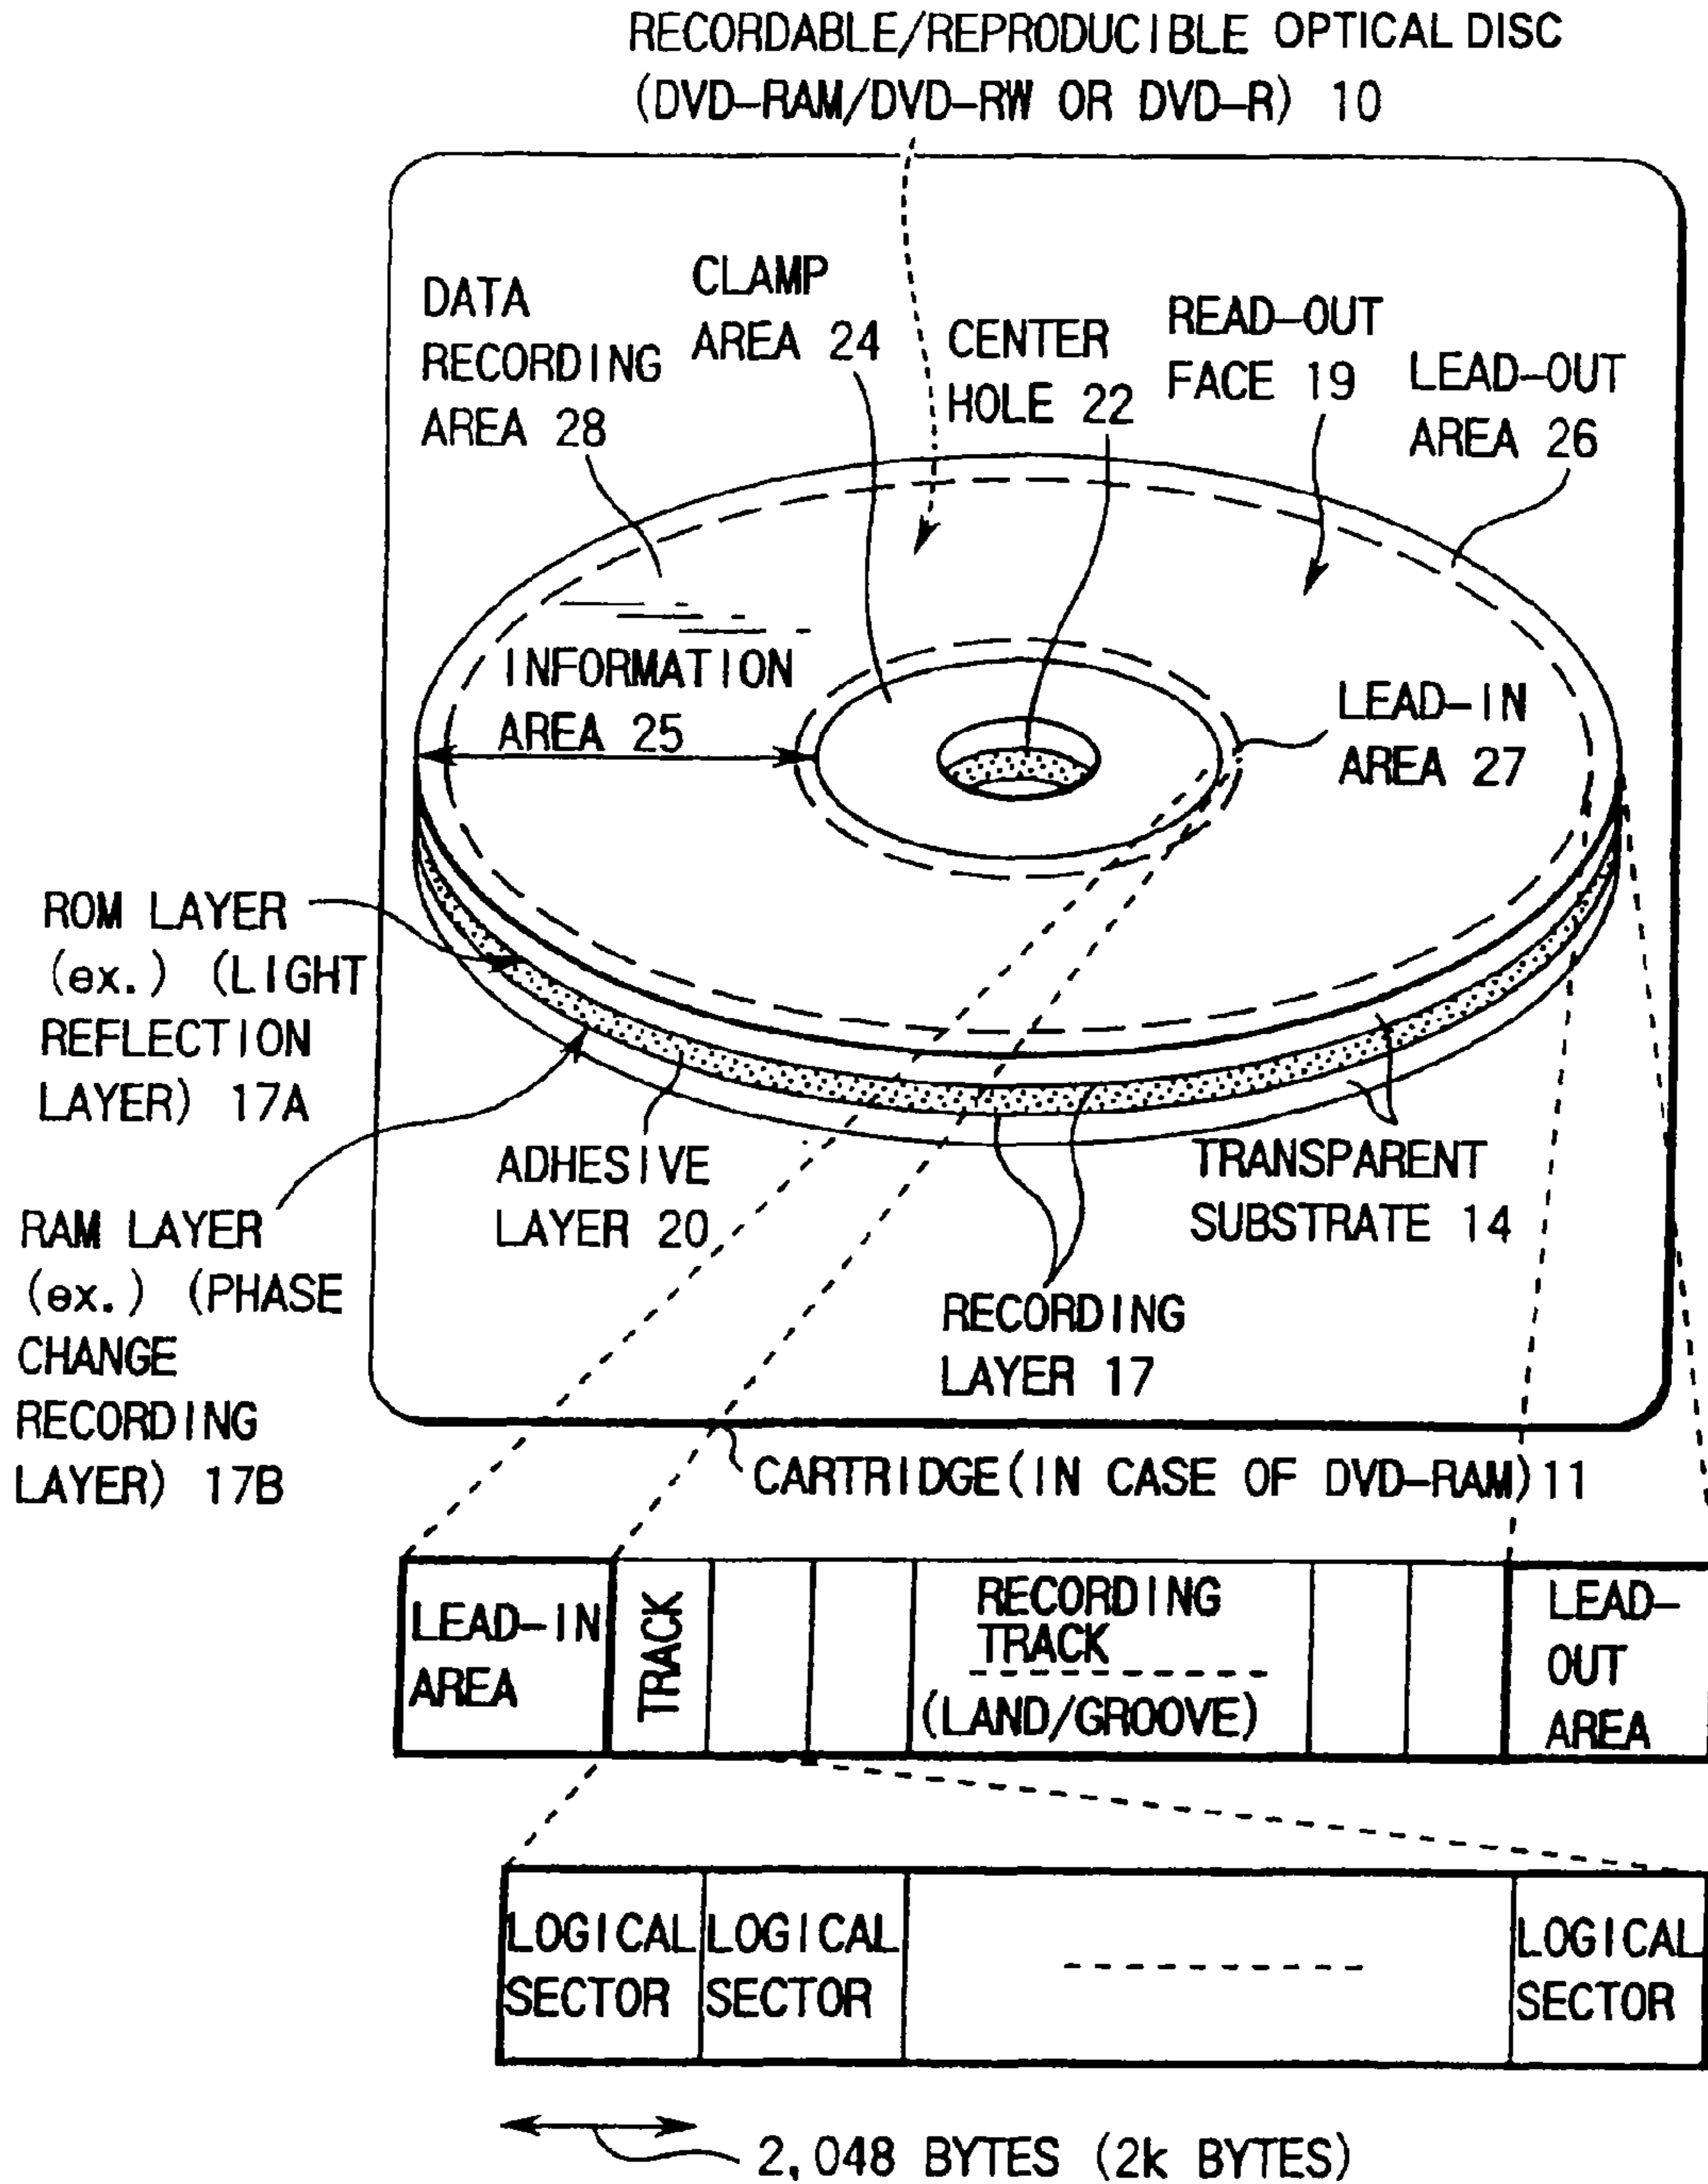 RECORDABLE/REPRODUCIBLE OPTICAL DISC
(DVD-RAM/DVD-RW OR DVD-R) 10
DATA
RECORDING
AREA 28
CLAMP
AREA 24
CENTER
HOLE 22
READ-OUT
FACE 19
LEAD-OUT
AREA 26
INFORMATION
AREA 25
LEAD-IN
AREA 27
ROM LAYER
(ex.) (LIGHT
REFLECTION
LAYER) 17A
RAM LAYER
(ex.) (PHASE
CHANGE
RECORDING
LAYER) 17B
ADHESIVE
LAYER 20
TRANSPARENT
SUBSTRATE 14
RECORDING
LAYER 17
CARTRIDGE(IN CASE OF DVD-RAM)11
LEAD-IN
AREA
TRACK
RECORDING
TRACK
(LAND/GROOVE)
LEAD-
OUT
AREA
LOGICAL
SECTOR
LOGICAL
SECTOR
LOGICAL
SECTOR
2,048 BYTES (2k BYTES)